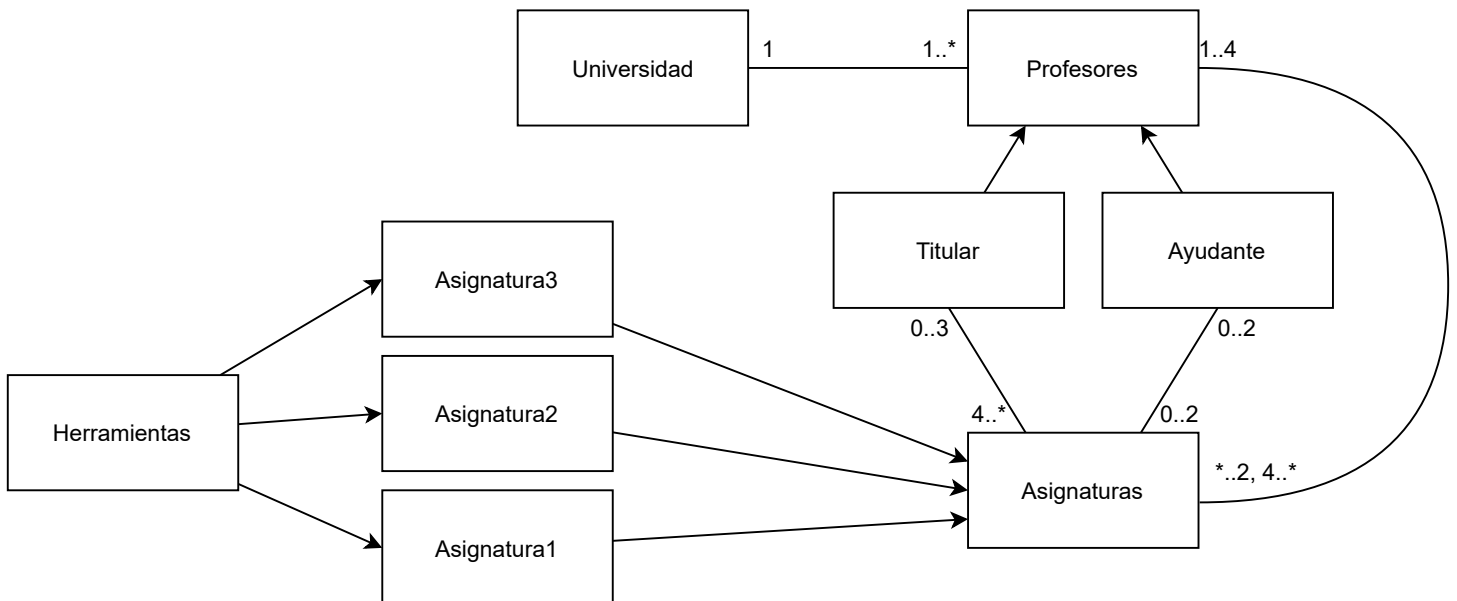 Universidad
1
1..*
Profesores
1..4
Titular
Ayudante
0..3
0..2
4..*
0..2
Asignaturas
*..2, 4..*
Asignatura3
Asignatura2
Asignatura1
Herramientas